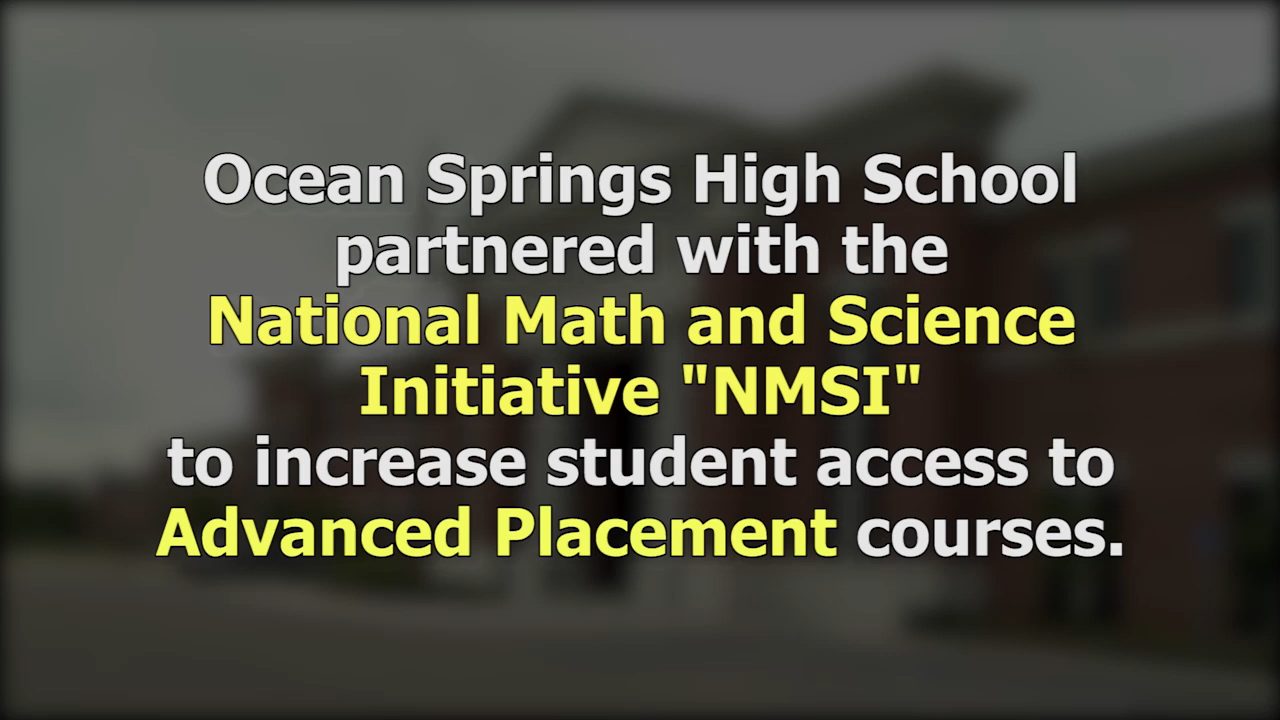 Ocean Springs High School
partnered with the
National Math and Science
Initiative "NMSI"
to increase student access to
Advanced Placement courses.